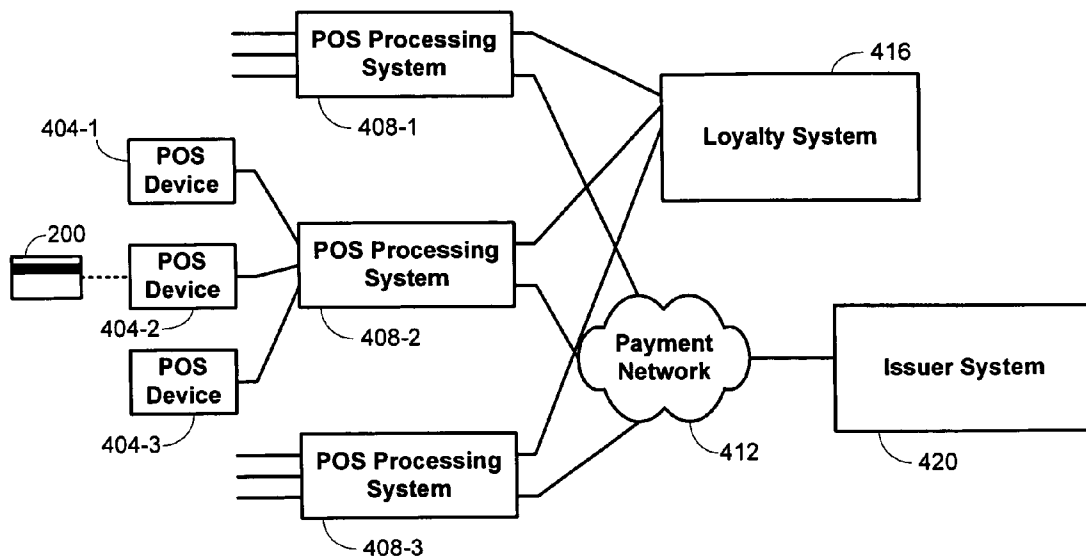 POS Processing
System
408-1
416
Loyalty System
404-1
POS
Device
200
POS
Device
404-2
POS Processing
System
408-2
POS
Device
404-3
Payment
Network
412
Issuer System
420
POS Processing
System
408-3